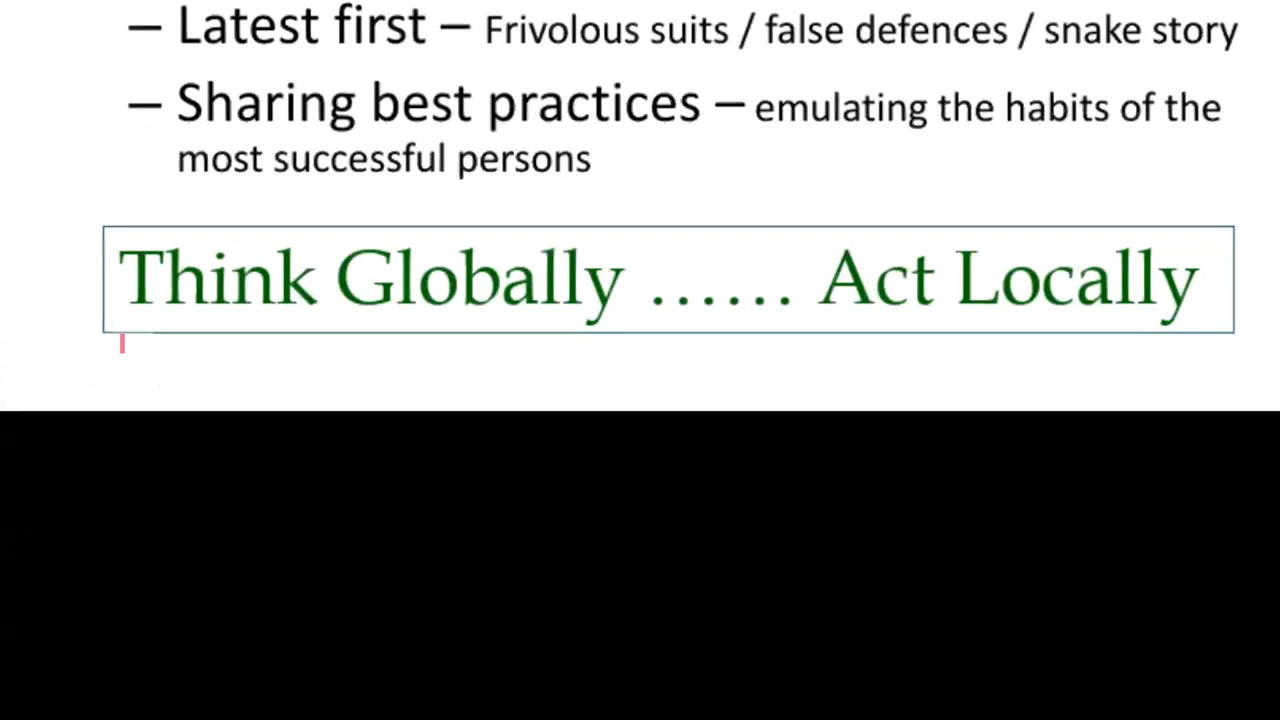 – Latest first – Frivolous suits / false defences / snake story
– Sharing best practices – emulating the habits of the
most successful persons
Think Globally ...... Act Locally